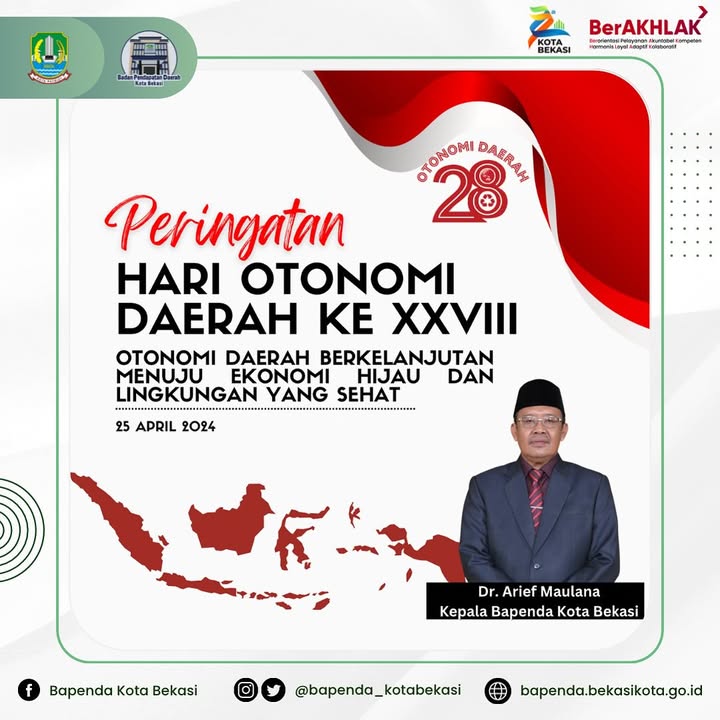 Badan Pendapatan Daerah
Kota Bekasi
KOTA
BEKASI
BerAKHLAK
Berorientasi Pelayanan Akuntabel Kompeten
Harmonis Loyal Adaptif Kolaboratif
OTONOMI DAERAH
28
Peringatan
HARI OTONOMI
DAERAH KE XXVIII
OTONOMI DAERAH BERKELANJUTAN
MENUJU EKONOMI HIJAU DAN
LINGKUNGAN YANG SEHAT
25 APRIL 2024
Dr. Arief Maulana
Kepala Bapenda Kota Bekasi
Bapenda Kota Bekasi
@bapenda_kotabekasi
bapenda.bekasikota.go.id